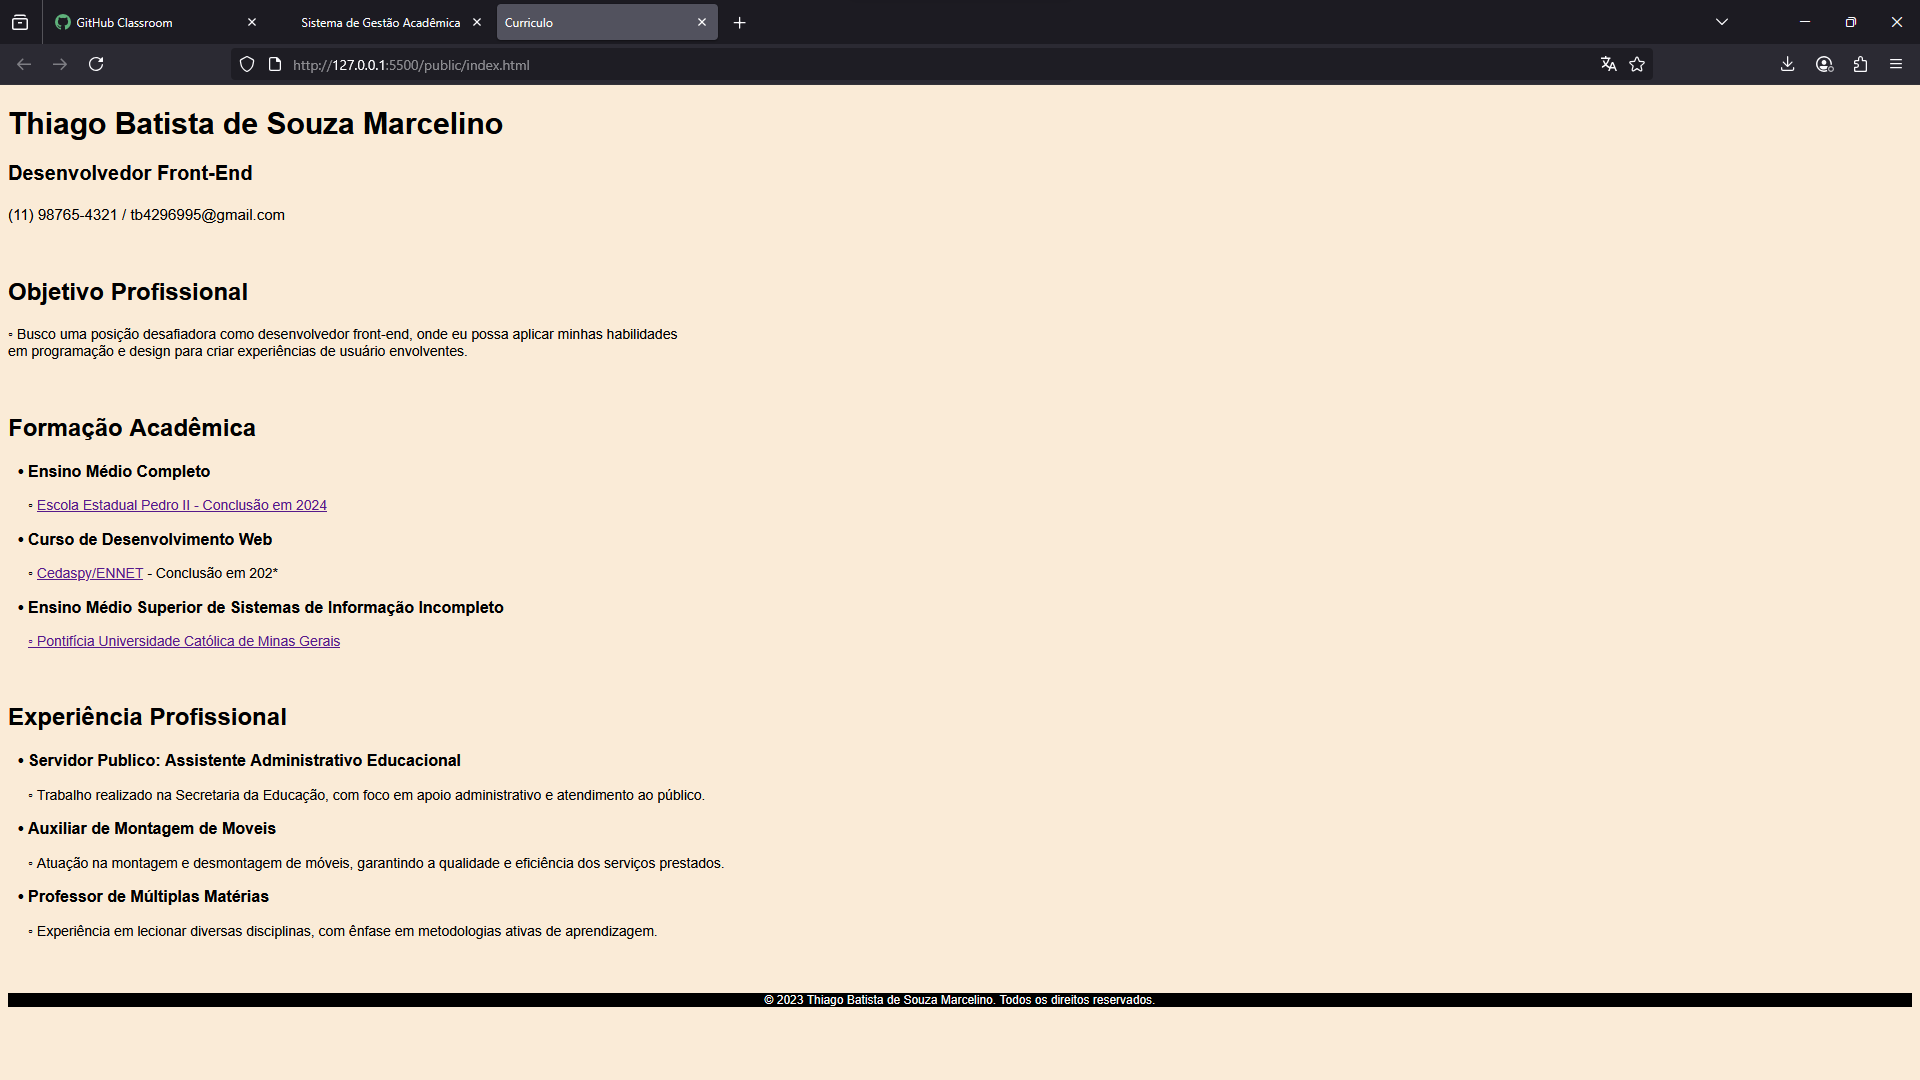 GitHub Classroom
Sistema de Gestão Acadêmica
Curriculo
http://127.0.0.1:5500/public/index.html
Thiago Batista de Souza Marcelino
Desenvolvedor Front-End
(11) 98765-4321 / tb4296995@gmail.com
Objetivo Profissional
◦ Busco uma posição desafiadora como desenvolvedor front-end, onde eu possa aplicar minhas habilidades
em programação e design para criar experiências de usuário envolventes.
Formação Acadêmica
• Ensino Médio Completo
◦ Escola Estadual Pedro II - Conclusão em 2024
• Curso de Desenvolvimento Web
◦ Cedaspy/ENNET - Conclusão em 202*
• Ensino Médio Superior de Sistemas de Informação Incompleto
◦ Pontifícia Universidade Católica de Minas Gerais
Experiência Profissional
• Servidor Publico: Assistente Administrativo Educacional
◦ Trabalho realizado na Secretaria da Educação, com foco em apoio administrativo e atendimento ao público.
• Auxiliar de Montagem de Moveis
◦ Atuação na montagem e desmontagem de móveis, garantindo a qualidade e eficiência dos serviços prestados.
• Professor de Múltiplas Matérias
◦ Experiência em lecionar diversas disciplinas, com ênfase em metodologias ativas de aprendizagem.
© 2023 Thiago Batista de Souza Marcelino. Todos os direitos reservados.